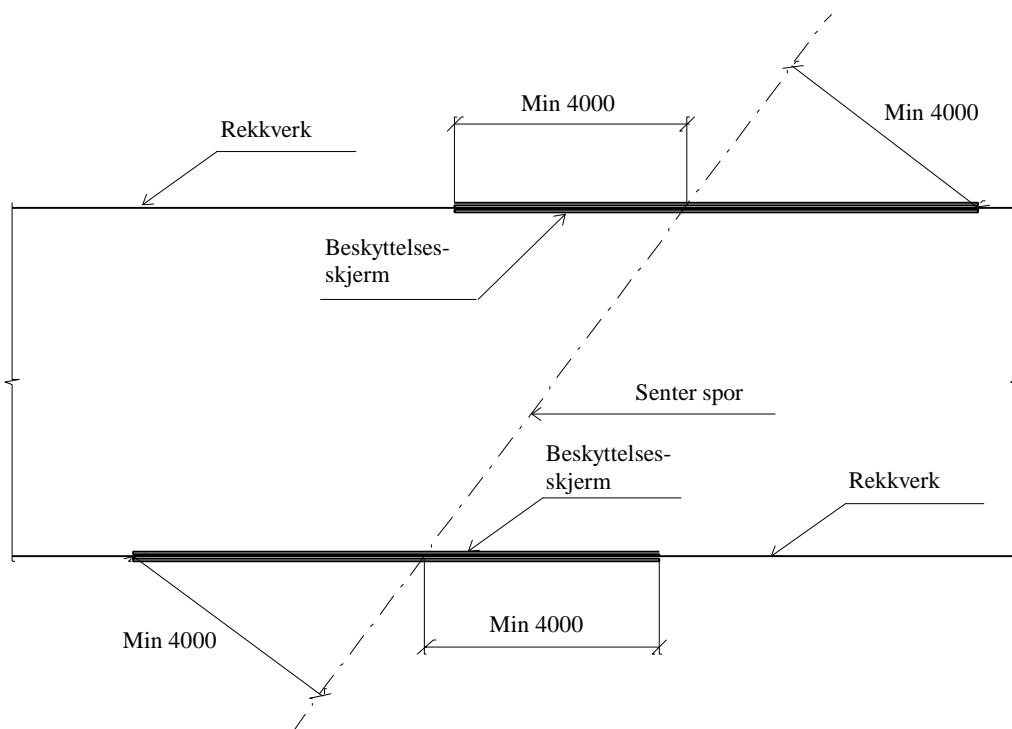 Min 4000
Min 4000
Rekkverk
Beskyttelses-
skjerm
Senter spor
Beskyttelses-
skjerm
Rekkverk
Min 4000
Min 4000